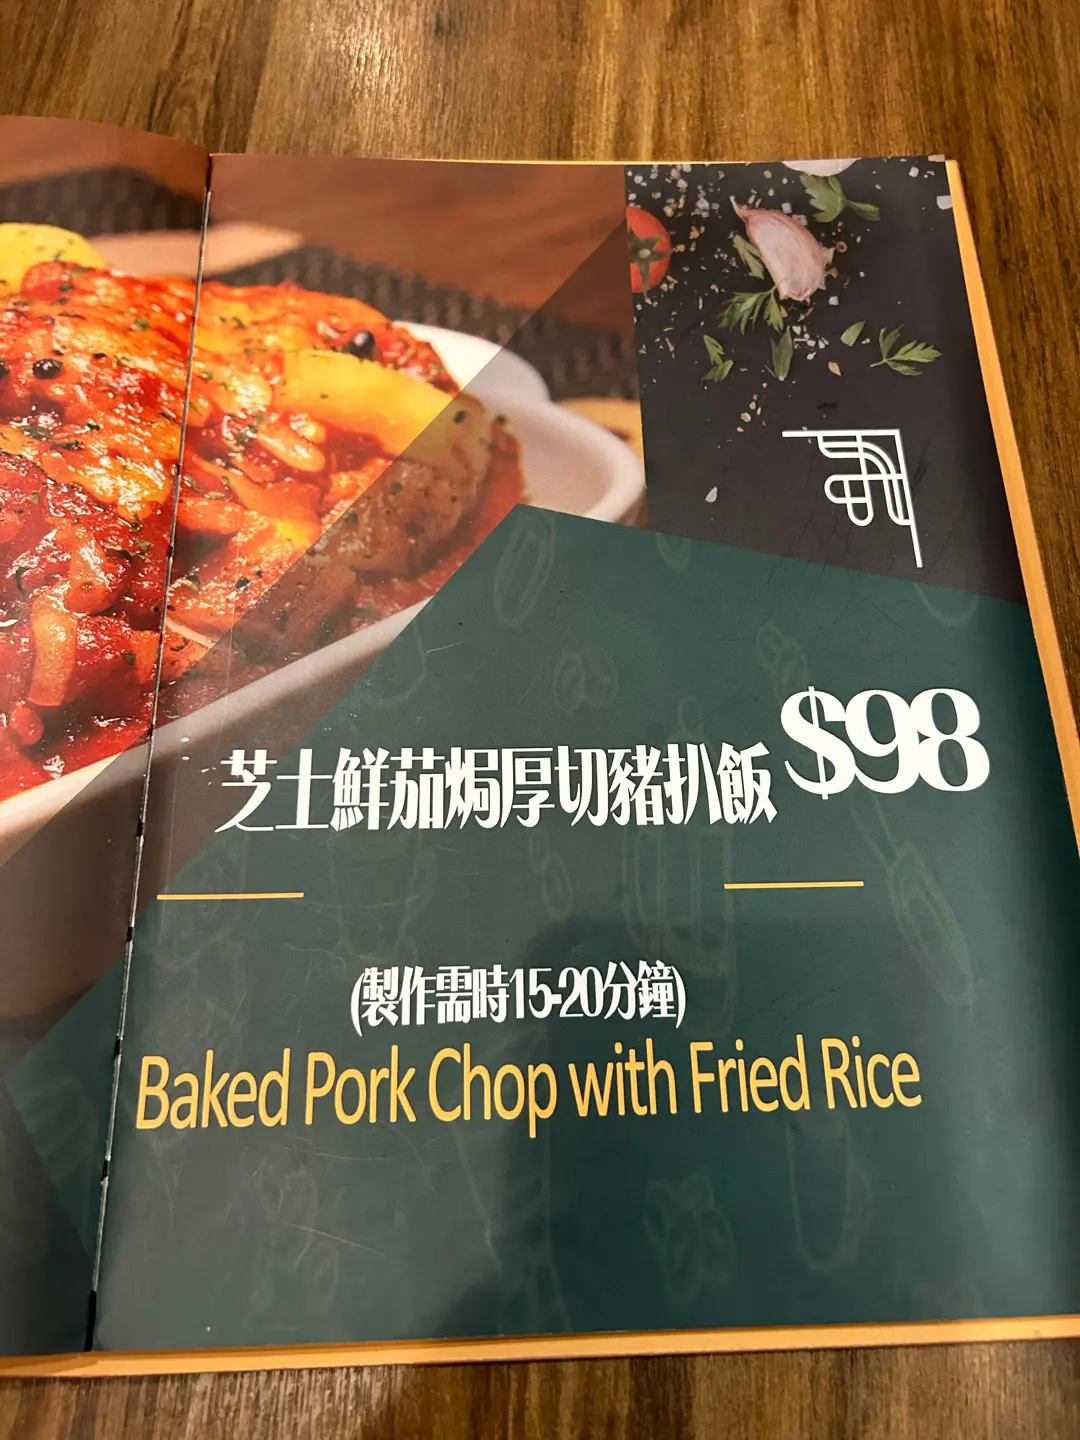 芝士鮮茄焗厚切豬扒飯 $98
(製作需時15-20分鐘)
Baked Pork Chop with Fried Rice